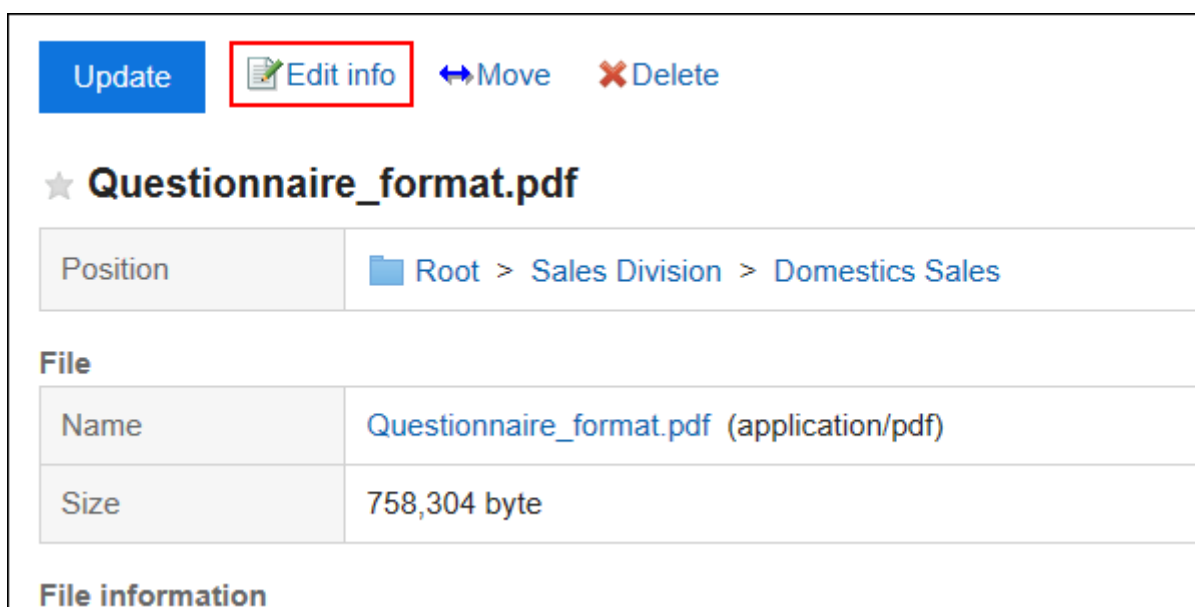 Update Edit info Move Delete
Questionnaire_format.pdf
Position Root > Sales Division > Domestics Sales
File
Name Questionnaire_format.pdf (application/pdf)
Size 758,304 byte
File information